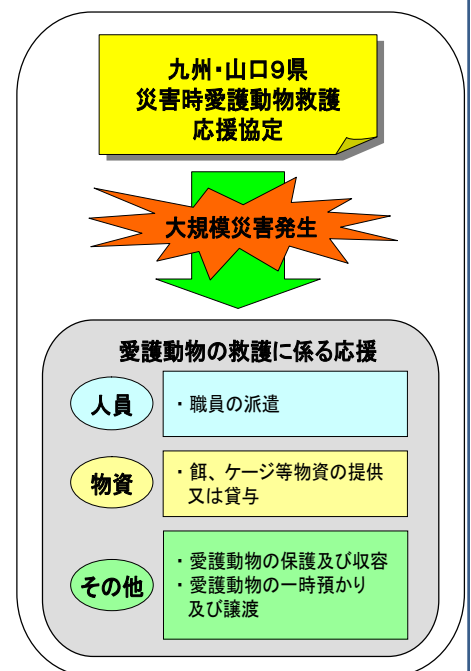 九州・山口9県
災害時愛護動物救護
応援協定
大規模災害発生
愛護動物の救護に係る応援
人員
・職員の派遣
物資
・餌、ケージ等物資の提供
又は貸与
その他
・愛護動物の保護及び収容
・愛護動物の一時預かり
及び譲渡